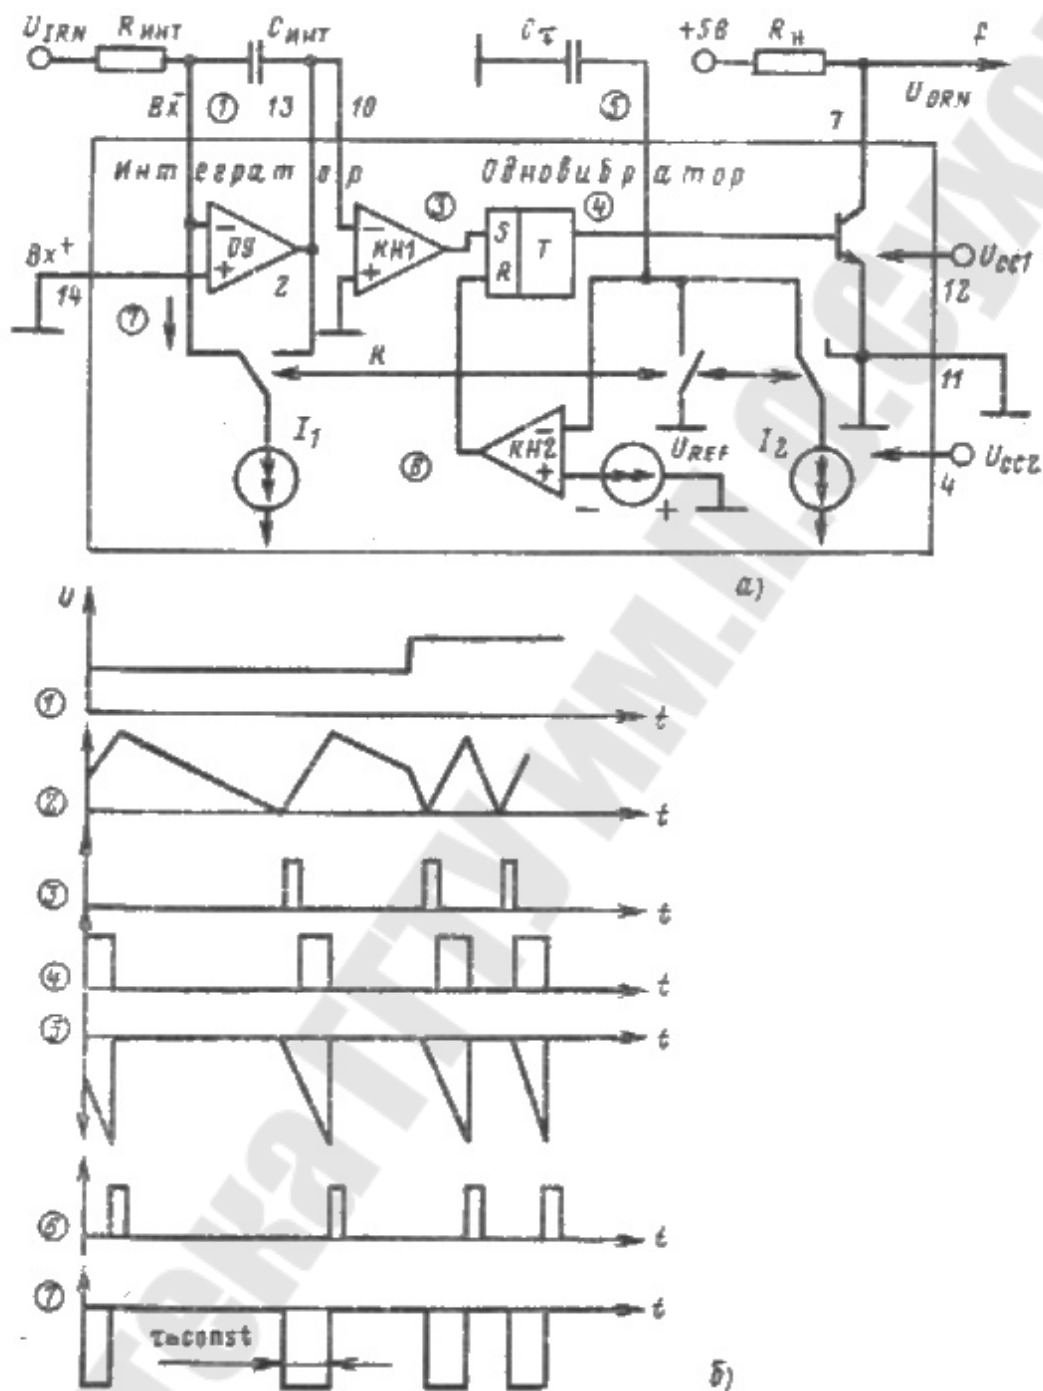 U_IRN R_ИНТ C_ИНТ C_τ +5В R_н f
Вх⁻ ① 13 10 ⑤ U_ORN
7
Интегратор Одновибратор
③ ④
ОУ КН1 S T
R
Вх⁺ 14 2 U_CC1
12
⑦
К
11
I₁ ⑥ КН2 U_REF I₂ U_CC2
4
а)
U
① t
② t
③ t
④ t
⑤ t
⑥ t
⑦ t
τ=const
б)